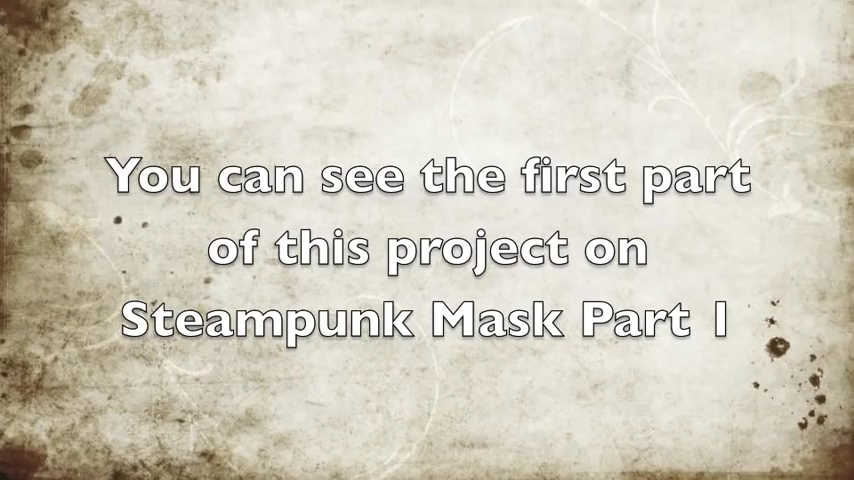 You can see the first part
of this project on
Steampunk Mask Part 1